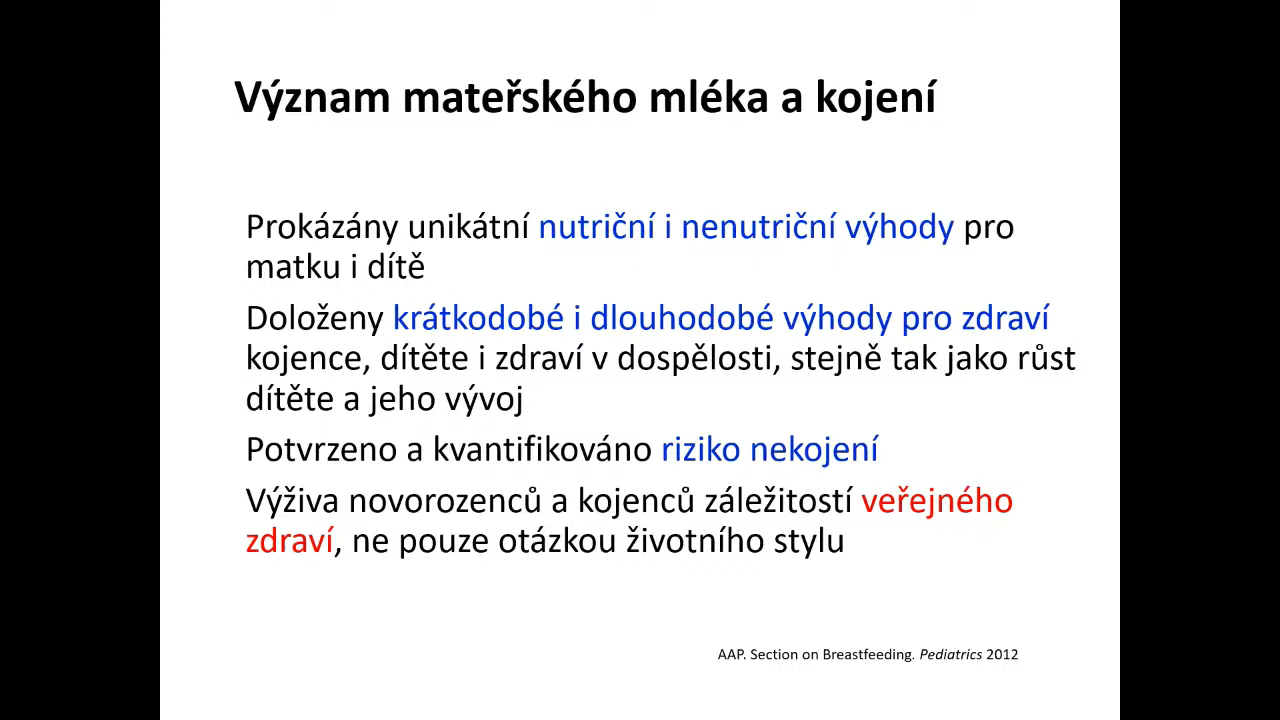 Význam mateřského mléka a kojení
Prokázány unikátní nutriční i nenutriční výhody pro
matku i dítě
Doloženy krátkodobé i dlouhodobé výhody pro zdraví
kojence, dítěte i zdraví v dospělosti, stejně tak jako růst
dítěte a jeho vývoj
Potvrzeno a kvantifikováno riziko nekojení
Výživa novorozenců a kojenců záležitostí veřejného
zdraví, ne pouze otázkou životního stylu
AAP. Section on Breastfeeding. Pediatrics 2012